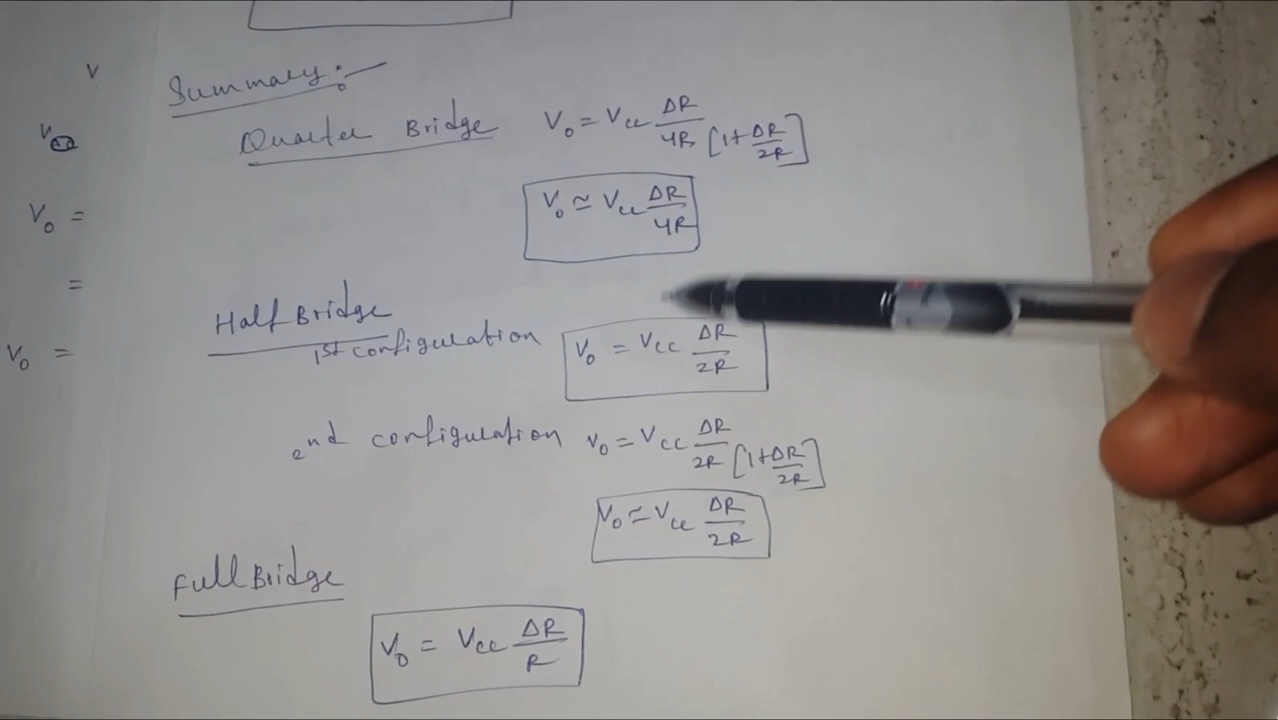 V
Summary:-
Quarter Bridge V₀ = Vcc ΔR / 4R [1 + ΔR / 2R]
V₀ =
V₀ ≃ Vcc ΔR / 4R
=
Half Bridge
1st configuration V₀ = Vcc ΔR / 2R
V₀ =
2nd configuration V₀ = Vcc ΔR / 2R [1 + ΔR / 2R]
V₀ ≃ Vcc ΔR / 2R
Full Bridge
V₀ = Vcc ΔR / R